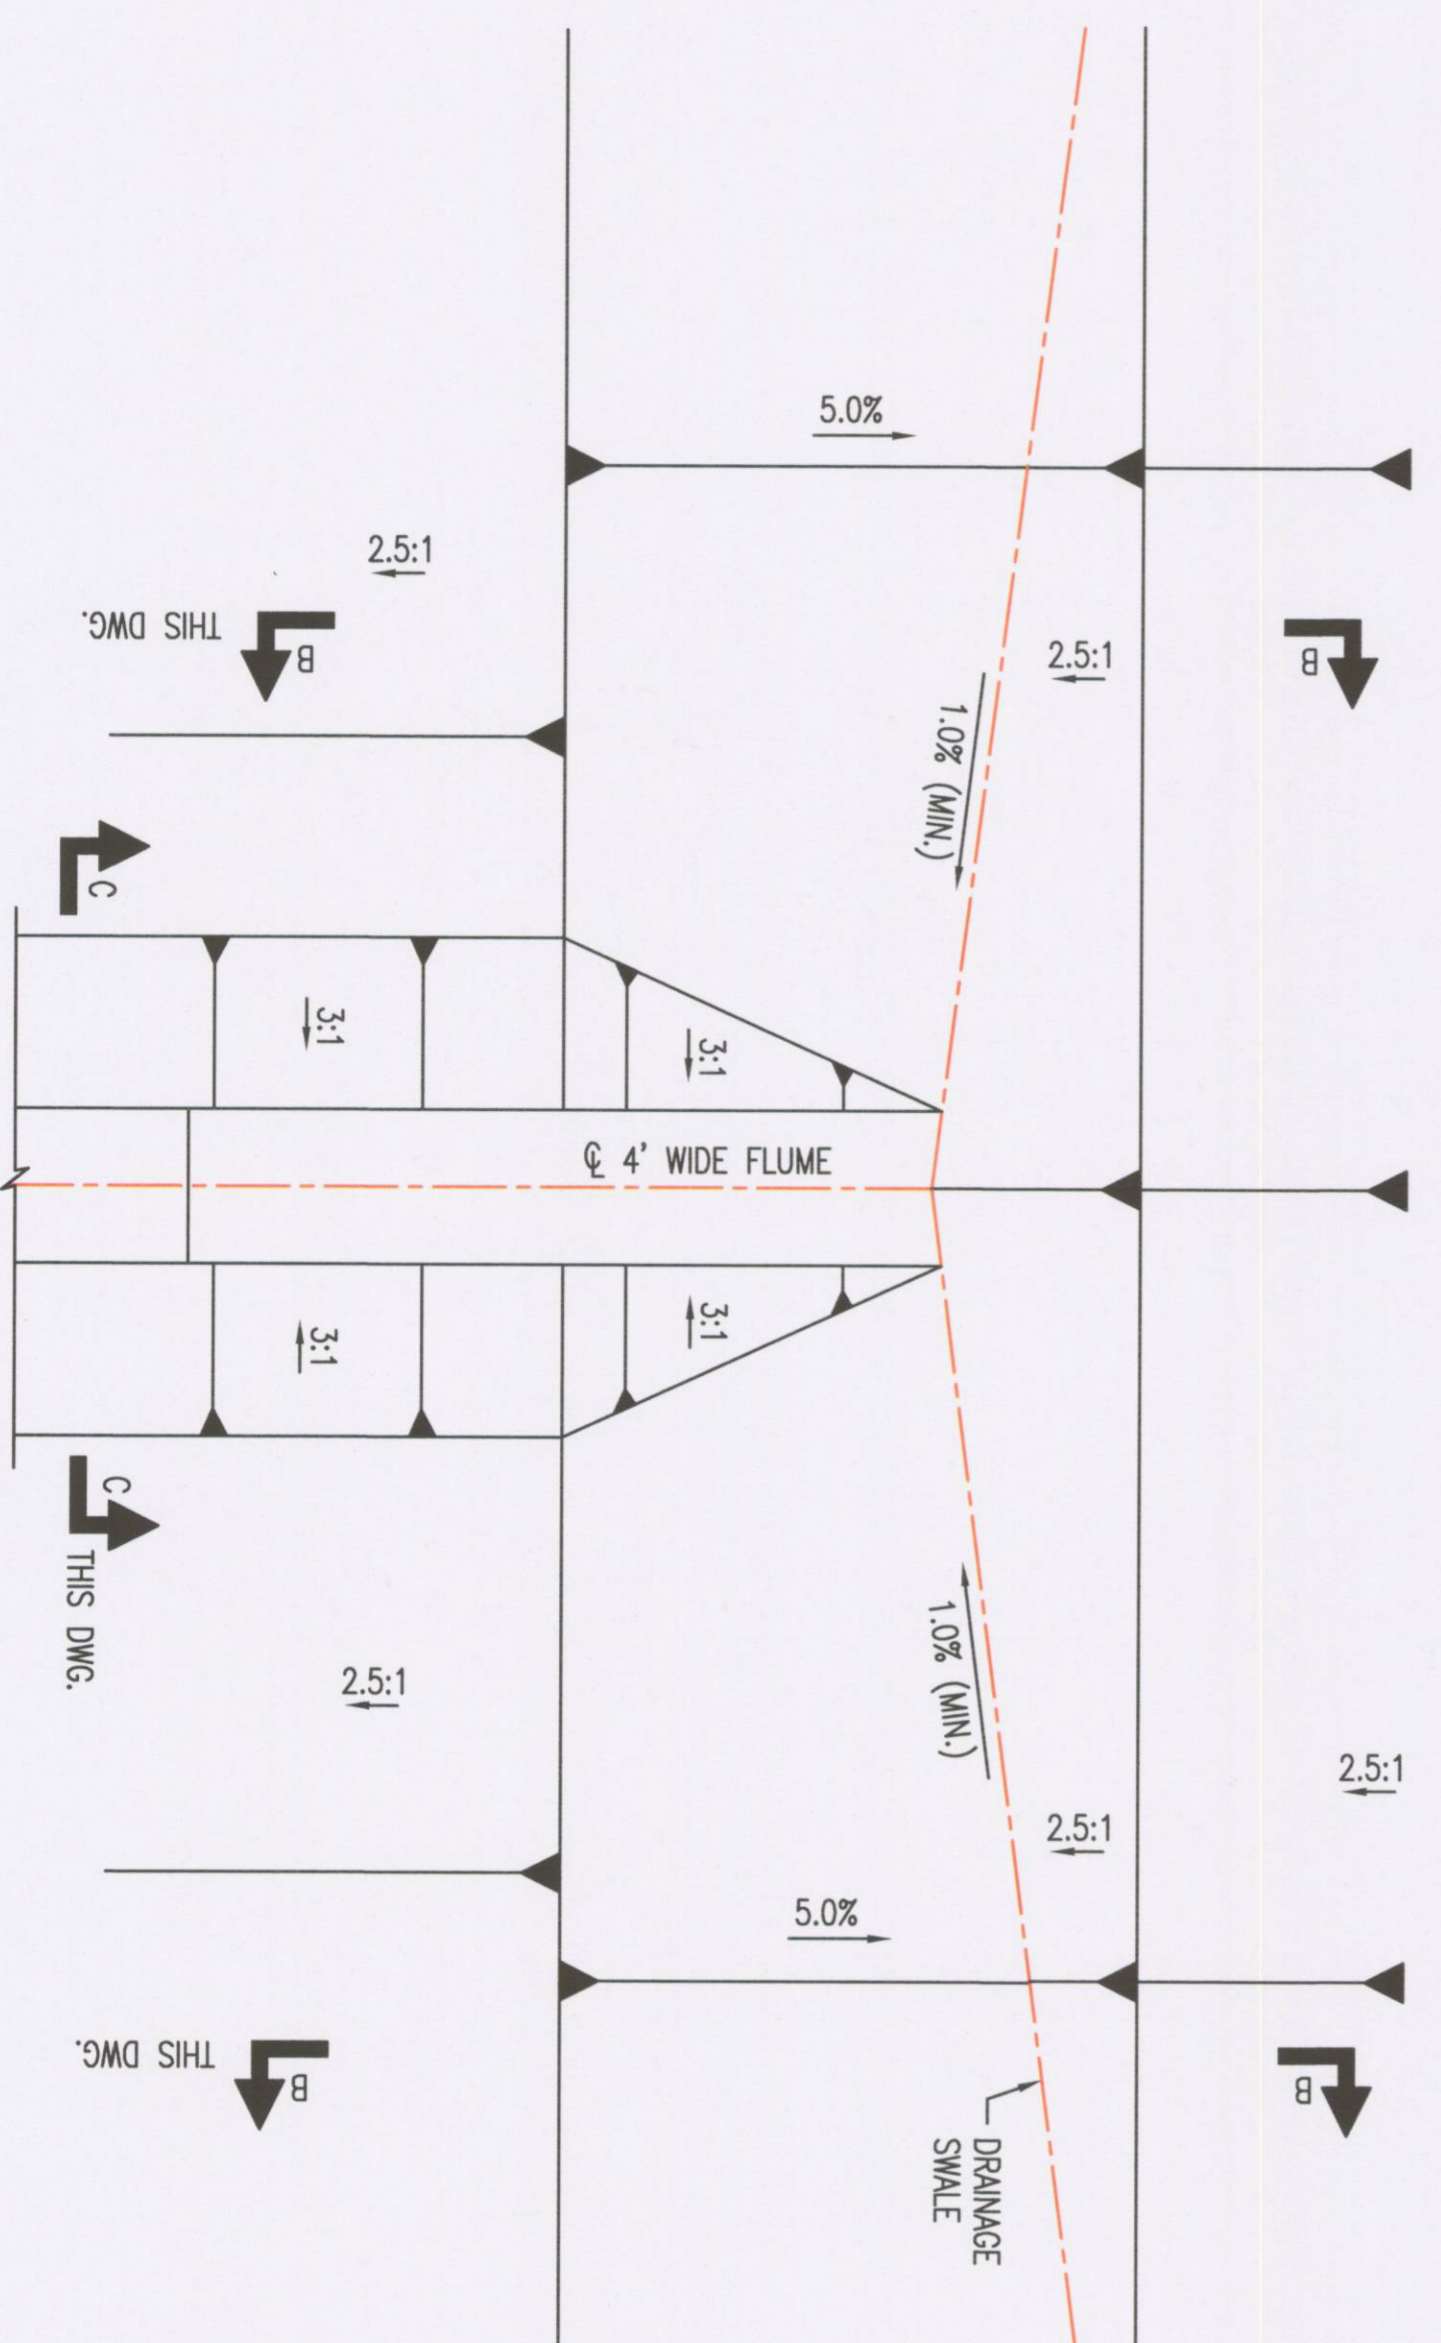 5.0%
2.5:1
THIS DWG.
B
B
2.5:1
1.0% (MIN.)
C
3:1
3:1
℄ 4' WIDE FLUME
3:1
3:1
C
THIS DWG.
1.0% (MIN.)
2.5:1
2.5:1
2.5:1
5.0%
THIS DWG.
B
B
DRAINAGE
SWALE